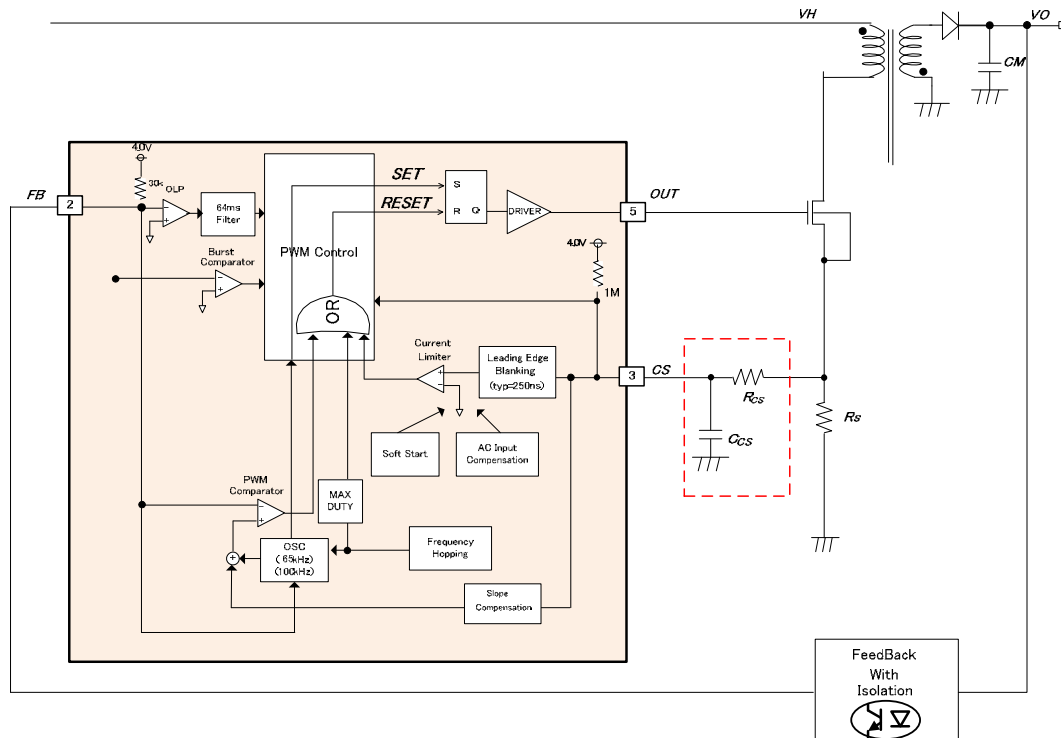 VH
VO
CM
4.0V
30k
OLP
FB
2
64ms
Filter
SET
RESET
S
R
Q
DRIVER
5
OUT
PWM Control
Burst
Comparator
OR
4.0V
1M
Current
Limiter
Leading Edge
Blanking
(typ=250ns)
3
CS
RCS
CCS
Rs
Soft Start
AC Input
Compensation
PWM
Comparator
MAX
DUTY
OSC
(65kHz)
(100kHz)
Frequency
Hopping
Slope
Compensation
FeedBack
With
Isolation